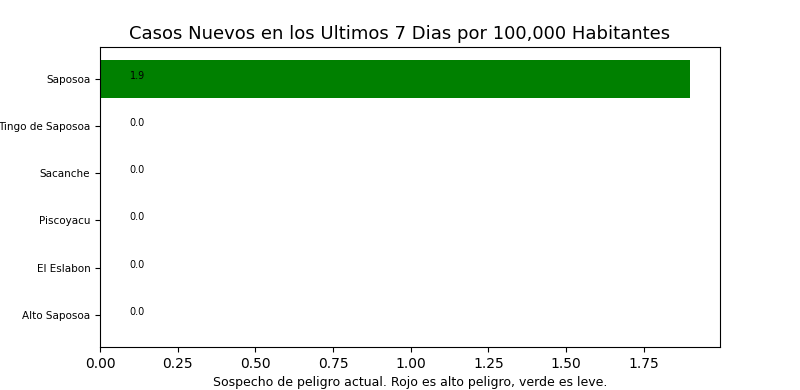 Casos Nuevos en los Ultimos 7 Dias por 100,000 Habitantes
Saposoa 1.9
Tingo de Saposoa 0.0
Sacanche 0.0
Piscoyacu 0.0
El Eslabon 0.0
Alto Saposoa 0.0
0.00 0.25 0.50 0.75 1.00 1.25 1.50 1.75
Sospecho de peligro actual. Rojo es alto peligro, verde es leve.